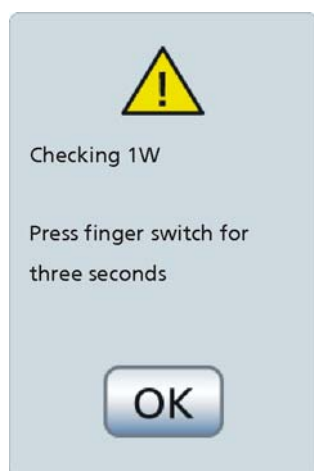 Checking 1W
Press finger switch for
three seconds
OK